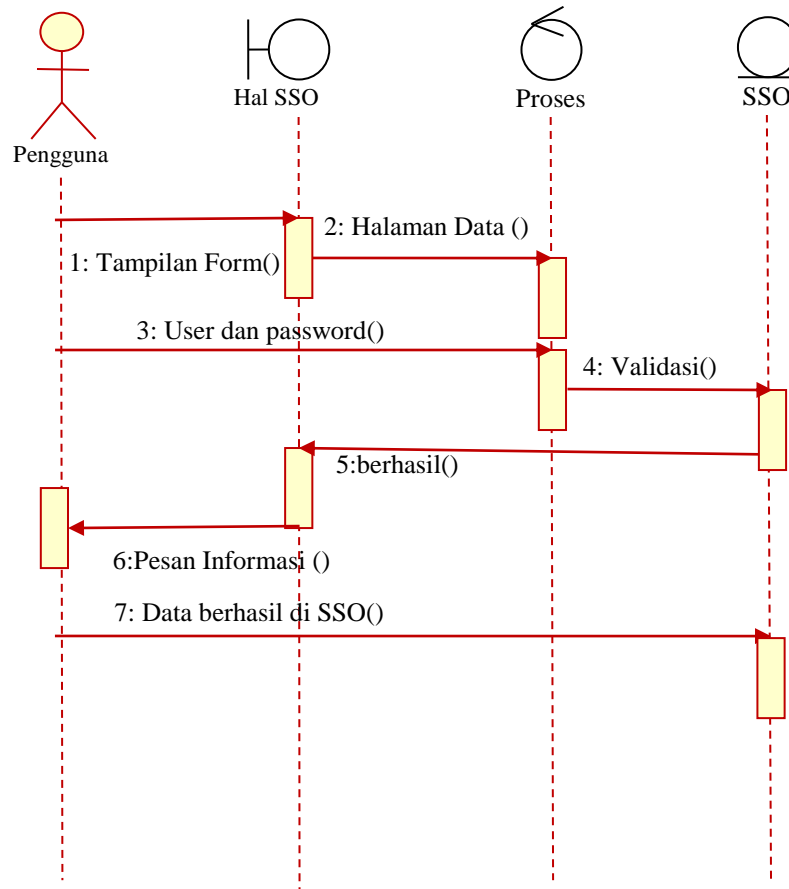 Hal SSO
Proses
SSO
Pengguna
2: Halaman Data ()
1: Tampilan Form()
3: User dan password()
4: Validasi()
5:berhasil()
6:Pesan Informasi ()
7: Data berhasil di SSO()